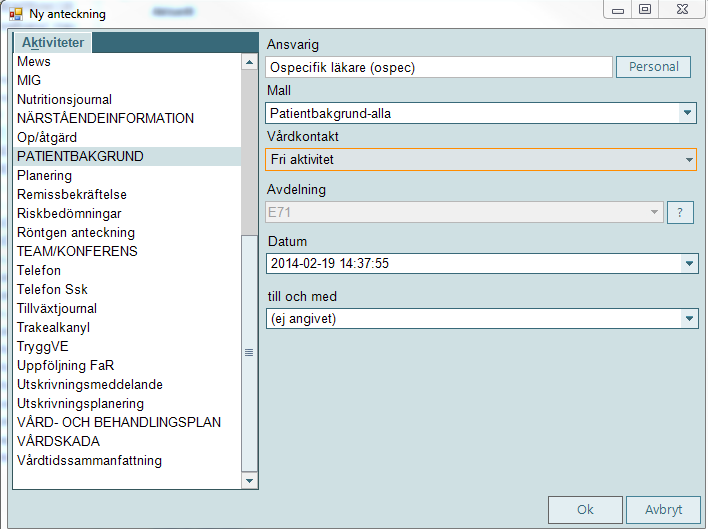 Ny anteckning
Aktiviteter
Mews
MIG
Nutritionsjournal
NÄRSTÅENDEINFORMATION
Op/åtgärd
PATIENTBAKGRUND
Planering
Remissbekräftelse
Riskbedömningar
Röntgen anteckning
TEAM/KONFERENS
Telefon
Telefon Ssk
Tillväxtjournal
Trakealkanyl
TryggVE
Uppföljning FaR
Utskrivningsmeddelande
Utskrivningsplanering
VÅRD- OCH BEHANDLINGSPLAN
VÅRDSKADA
Vårdtidssammanfattning
Ansvarig
Ospecifik läkare (ospec) Personal
Mall
Patientbakgrund-alla
Vårdkontakt
Fri aktivitet
Avdelning
E71 ?
Datum
2014-02-19 14:37:55
till och med
(ej angivet)
Ok Avbryt